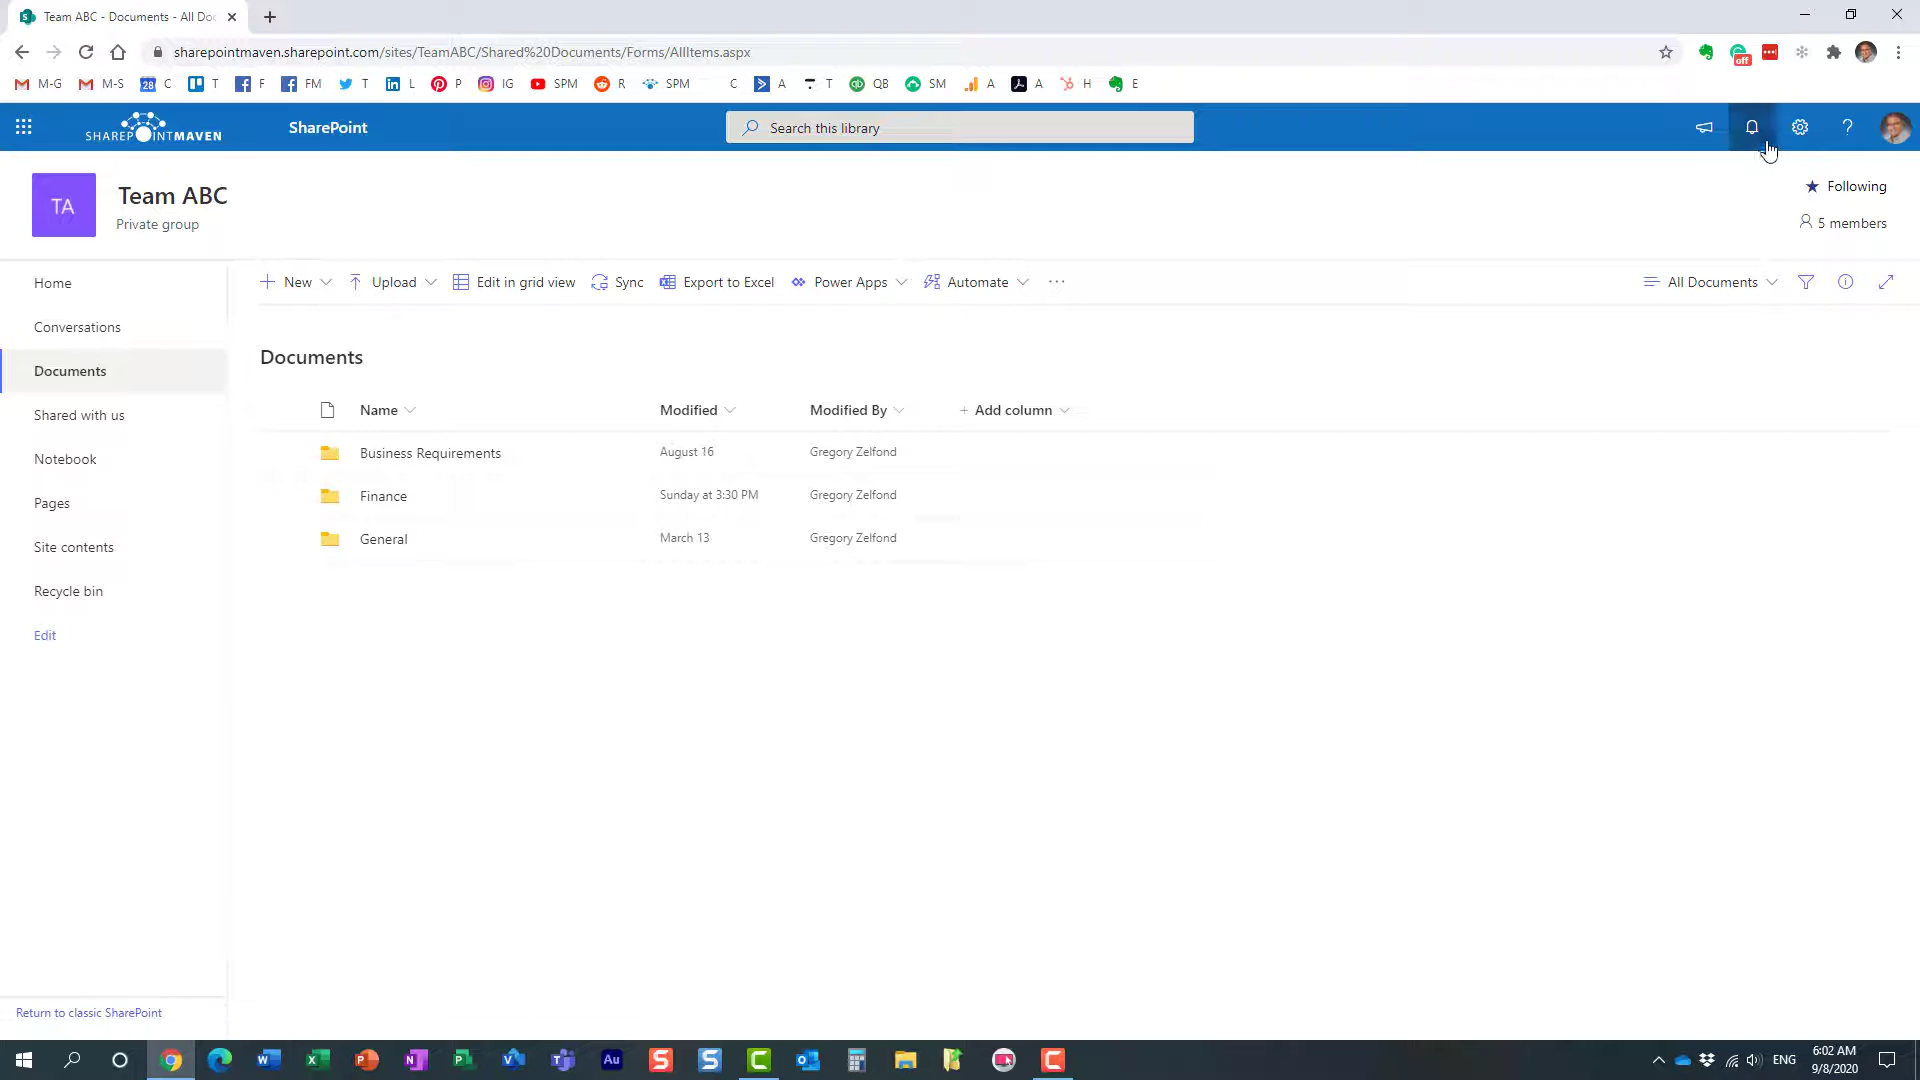 Team ABC - Documents - All Doc
sharepointmaven.sharepoint.com/sites/TeamABC/Shared%20Documents/Forms/AllItems.aspx
off
M-G M-S 28 C T F FM T L P IG SPM R SPM C A T QB SM A A H E
SHAREPOINTMAVEN SharePoint Search this library ?
TA Team ABC Following
Private group 5 members
Home
Conversations
Documents
Shared with us
Notebook
Pages
Site contents
Recycle bin
Edit
Return to classic SharePoint
+ New Upload Edit in grid view Sync Export to Excel Power Apps Automate ··· All Documents
Documents
Name Modified Modified By + Add column
Business Requirements August 16 Gregory Zelfond
Finance Sunday at 3:30 PM Gregory Zelfond
General March 13 Gregory Zelfond
Au
ENG
6:02 AM
9/8/2020